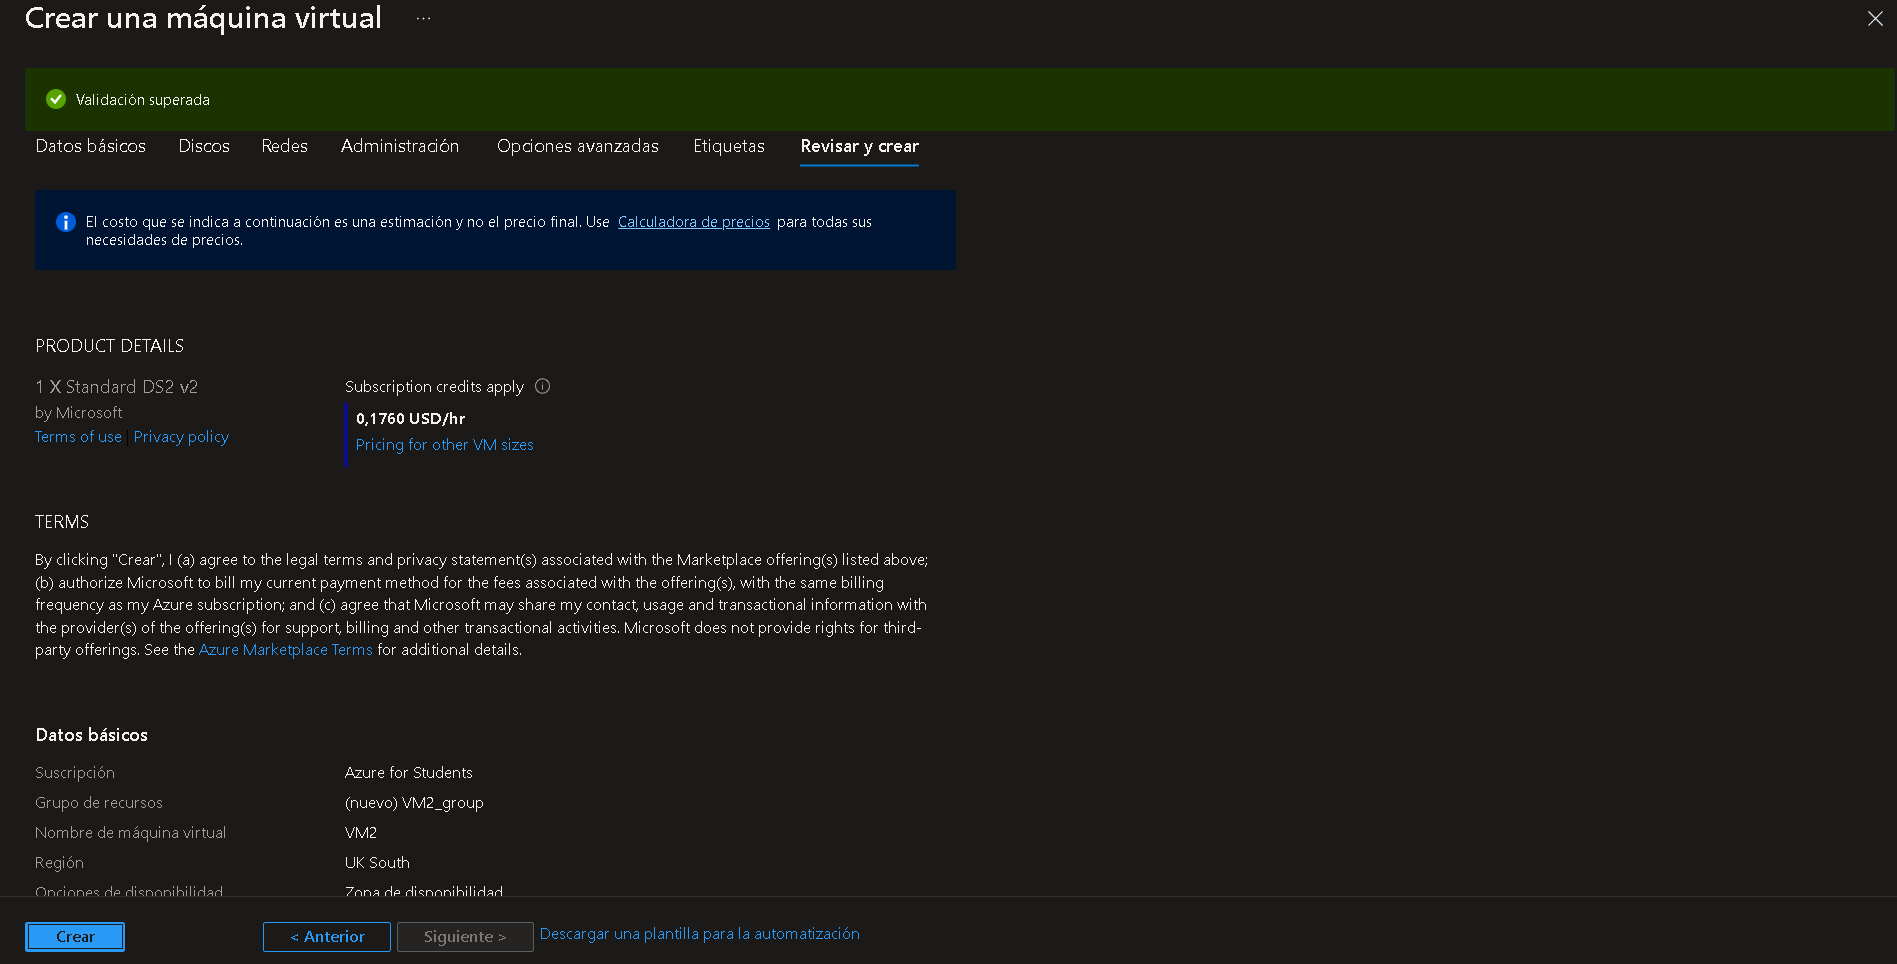 Crear una máquina virtual ...
Validación superada
Datos básicos Discos Redes Administración Opciones avanzadas Etiquetas Revisar y crear
El costo que se indica a continuación es una estimación y no el precio final. Use Calculadora de precios para todas sus
necesidades de precios.
PRODUCT DETAILS
1 X Standard DS2 v2
by Microsoft
Terms of use | Privacy policy
Subscription credits apply
0,1760 USD/hr
Pricing for other VM sizes
TERMS
By clicking "Crear", I (a) agree to the legal terms and privacy statement(s) associated with the Marketplace offering(s) listed above;
(b) authorize Microsoft to bill my current payment method for the fees associated with the offering(s), with the same billing
frequency as my Azure subscription; and (c) agree that Microsoft may share my contact, usage and transactional information with
the provider(s) of the offering(s) for support, billing and other transactional activities. Microsoft does not provide rights for third-
party offerings. See the Azure Marketplace Terms for additional details.
Datos básicos
Suscripción Azure for Students
Grupo de recursos (nuevo) VM2_group
Nombre de máquina virtual VM2
Región UK South
Opciones de disponibilidad Zona de disponibilidad
Crear < Anterior Siguiente > Descargar una plantilla para la automatización